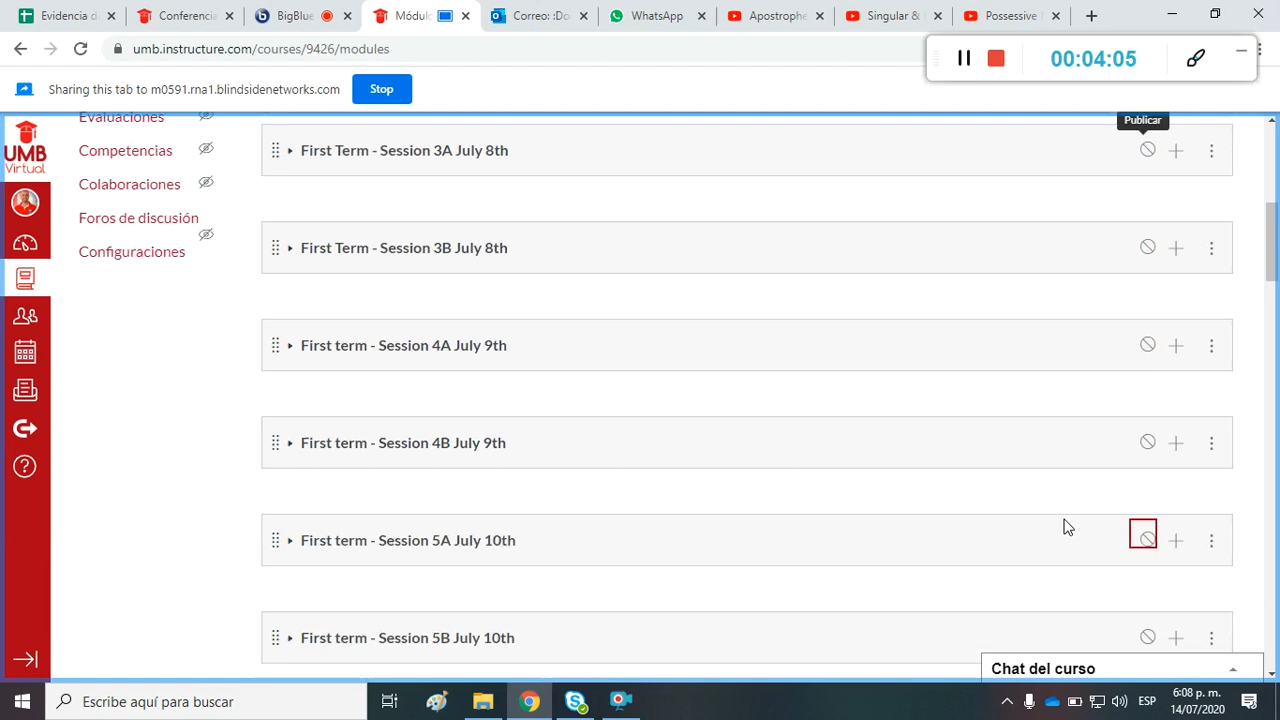 Evidencia di
Conferencia
BigBlue
Módulo
Correo: :Do
WhatsApp
Apostrophe
Singular &
Possessive
umb.instructure.com/courses/9426/modules
00:04:05
Sharing this tab to m0591.rna1.blindsidenetworks.com
Stop
UMB
Virtual
Evaluaciones
Competencias
Colaboraciones
Foros de discusión
Configuraciones
Publicar
First Term - Session 3A July 8th
First Term - Session 3B July 8th
First term - Session 4A July 9th
First term - Session 4B July 9th
First term - Session 5A July 10th
First term - Session 5B July 10th
Chat del curso
Escribe aquí para buscar
ESP
6:08 p. m.
14/07/2020